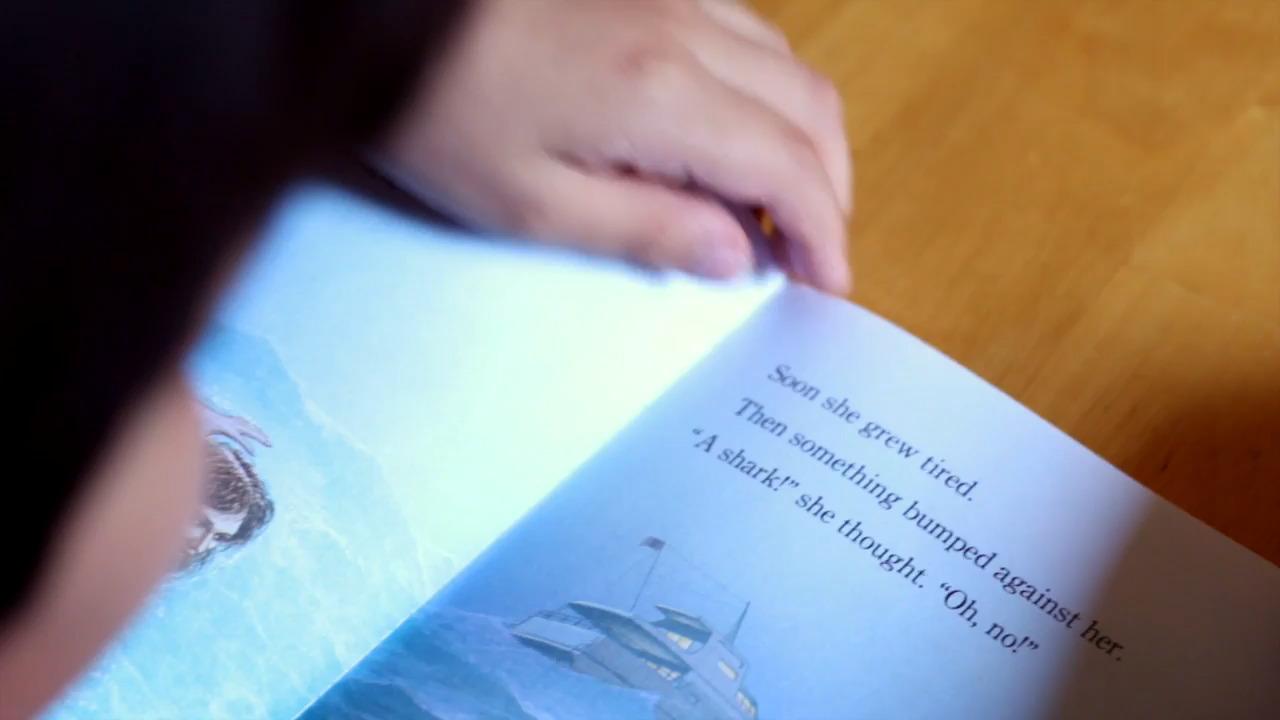 Soon she grew tired.
Then something bumped against her.
“A shark!” she thought. “Oh, no!”